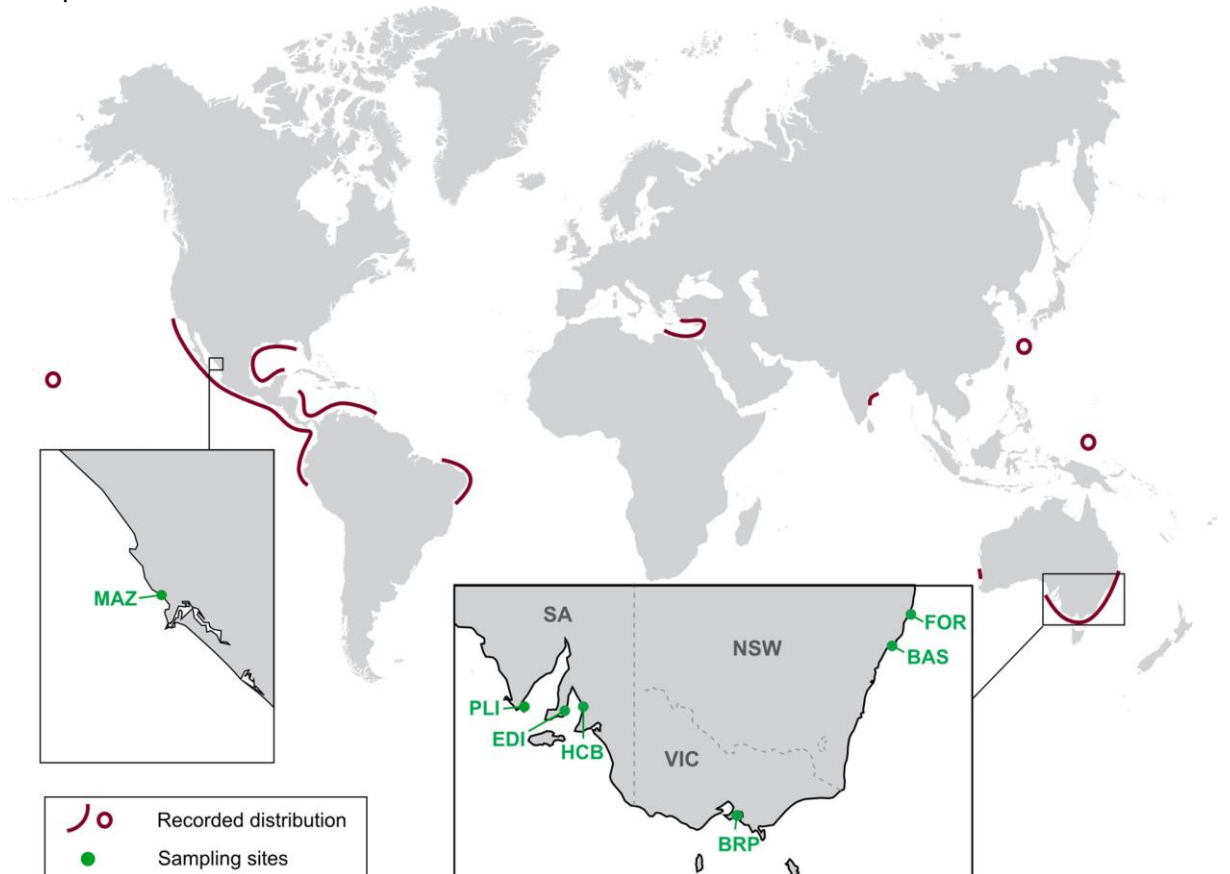 MAZ
SA
NSW
VIC
FOR
BAS
PLI
EDI
HCB
BRP
Recorded distribution
Sampling sites